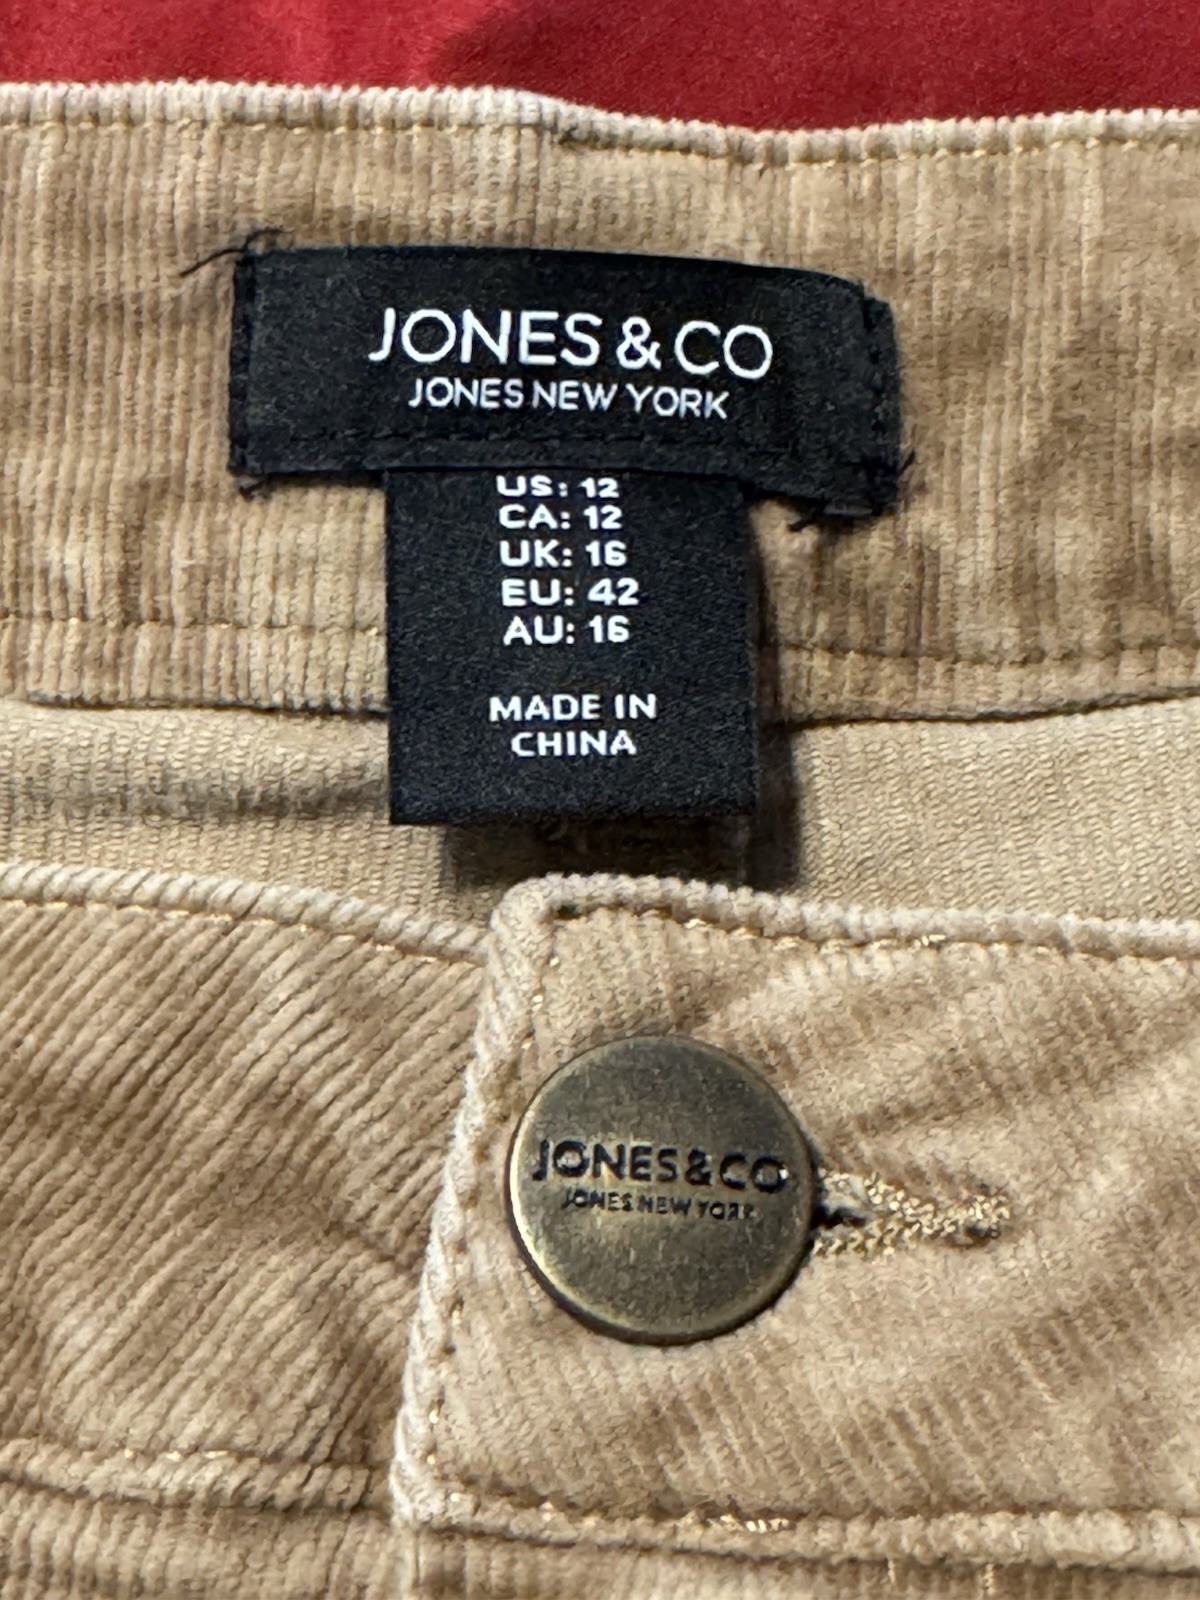 JONES & CO
JONES NEW YORK
US: 12
CA: 12
UK: 16
EU: 42
AU: 16
MADE IN
CHINA
JONES & CO
JONES NEW YORK